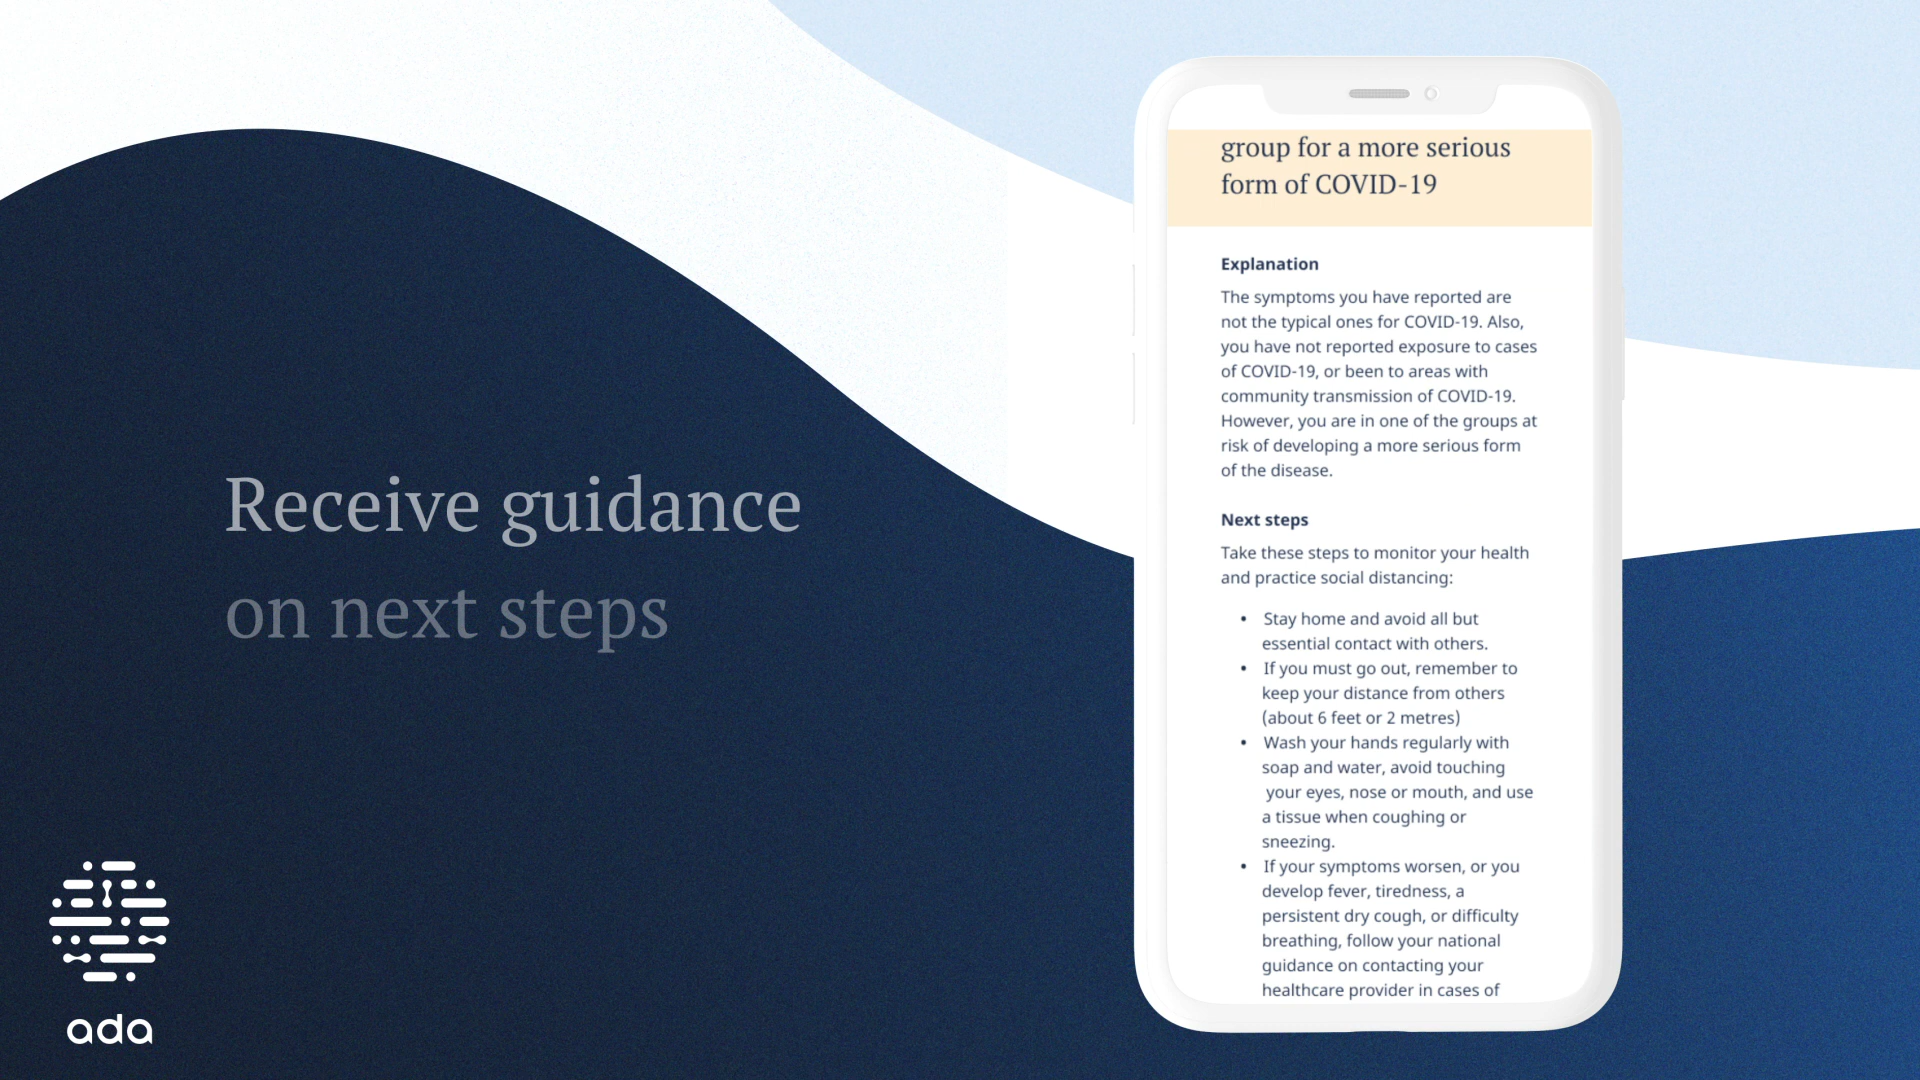 Receive guidance
on next steps
ada
group for a more serious
form of COVID-19
Explanation
The symptoms you have reported are
not the typical ones for COVID-19. Also,
you have not reported exposure to cases
of COVID-19, or been to areas with
community transmission of COVID-19.
However, you are in one of the groups at
risk of developing a more serious form
of the disease.
Next steps
Take these steps to monitor your health
and practice social distancing:
• Stay home and avoid all but
essential contact with others.
• If you must go out, remember to
keep your distance from others
(about 6 feet or 2 metres)
• Wash your hands regularly with
soap and water, avoid touching
your eyes, nose or mouth, and use
a tissue when coughing or
sneezing.
• If your symptoms worsen, or you
develop fever, tiredness, a
persistent dry cough, or difficulty
breathing, follow your national
guidance on contacting your
healthcare provider in cases of